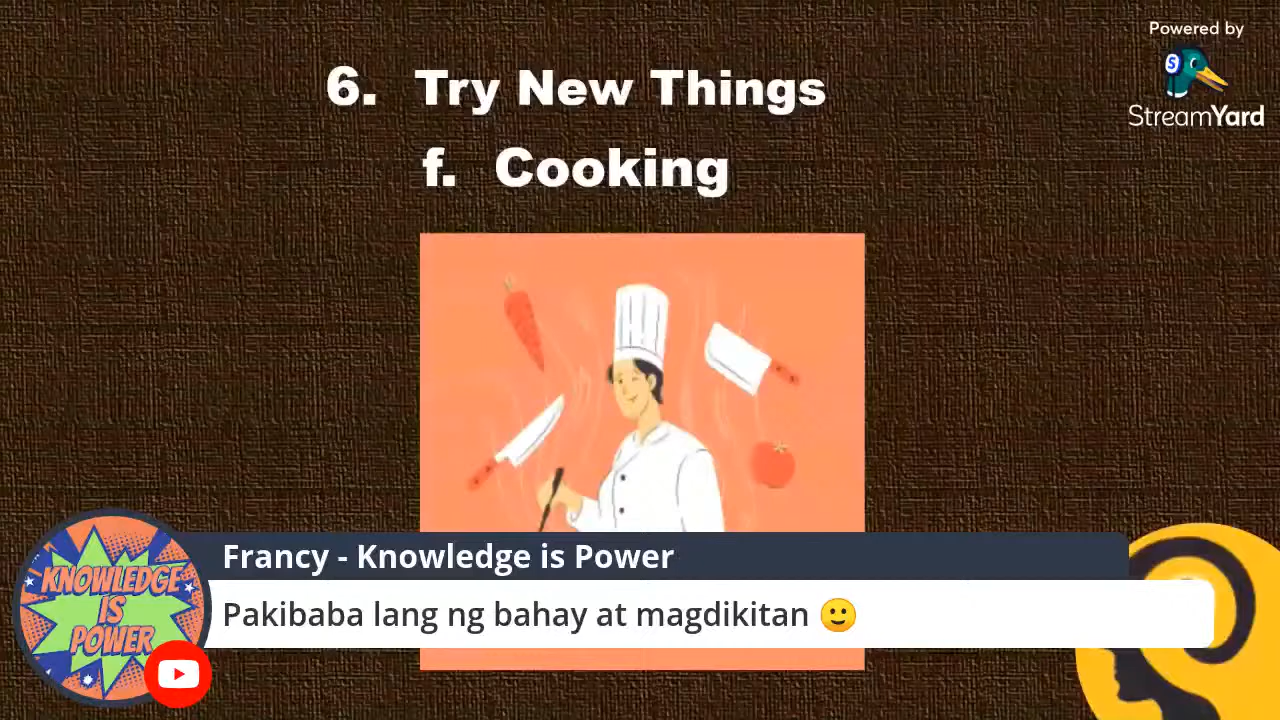 Powered by
StreamYard
6. Try New Things
f. Cooking
KNOWLEDGE
IS
POWER
Francy - Knowledge is Power
Pakibaba lang ng bahay at magdikitan 🙂